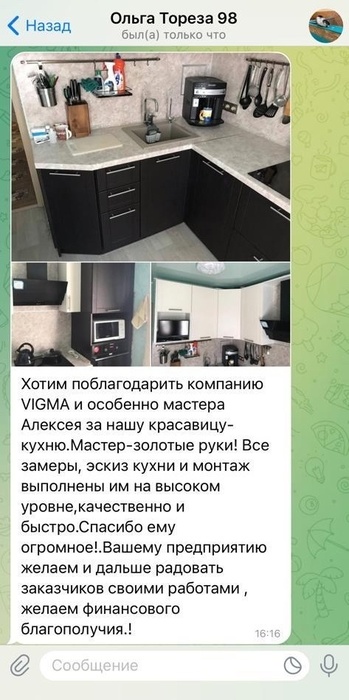 Назад
Ольга Тореза 98
был(а) только что
Хотим поблагодарить компанию
VIGMA и особенно мастера
Алексея за нашу красавицу-
кухню.Мастер-золотые руки! Все
замеры, эскиз кухни и монтаж
выполнены им на высоком
уровне,качественно и
быстро.Спасибо ему
огромное!.Вашему предприятию
желаем и дальше радовать
заказчиков своими работами ,
желаем финансового
благополучия.!
16:16
Сообщение